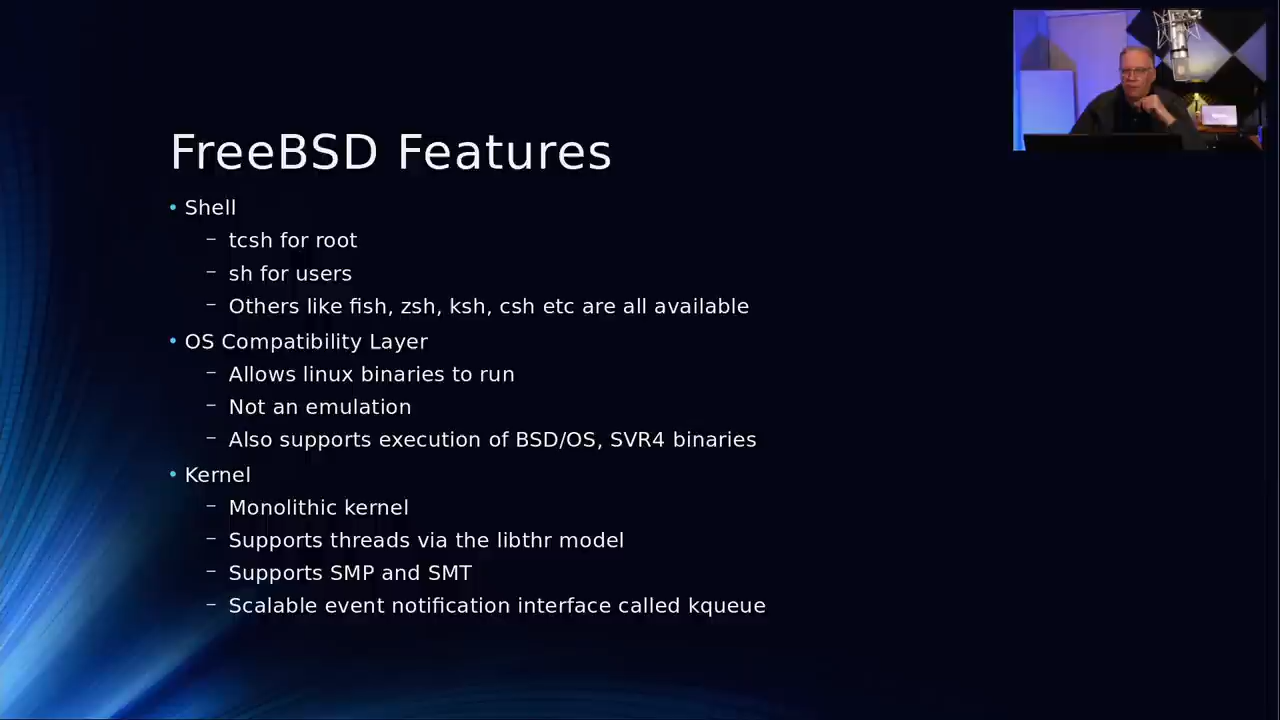 FreeBSD Features
• Shell
– tcsh for root
– sh for users
– Others like fish, zsh, ksh, csh etc are all available
• OS Compatibility Layer
– Allows linux binaries to run
– Not an emulation
– Also supports execution of BSD/OS, SVR4 binaries
• Kernel
– Monolithic kernel
– Supports threads via the libthr model
– Supports SMP and SMT
– Scalable event notification interface called kqueue